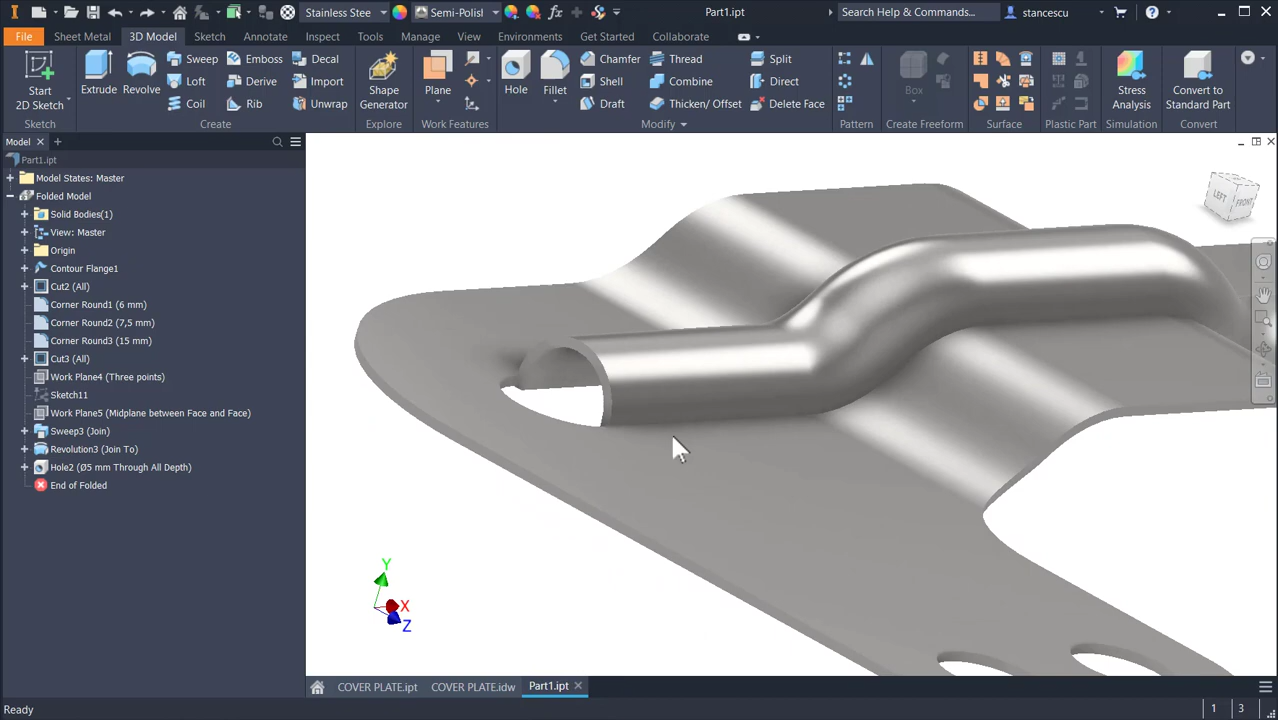 Stainless Stee
Semi-Polish
Part1.ipt
Search Help & Commands...
stancescu
File
Sheet Metal
3D Model
Sketch
Annotate
Inspect
Tools
Manage
View
Environments
Get Started
Collaborate
Start
2D Sketch
Extrude
Revolve
Sweep
Loft
Coil
Emboss
Derive
Rib
Decal
Import
Unwrap
Shape
Generator
Plane
Hole
Fillet
Chamfer
Shell
Draft
Thread
Combine
Thicken/ Offset
Split
Direct
Delete Face
Box
Stress
Analysis
Convert to
Standard Part
Sketch
Create
Explore
Work Features
Modify
Pattern
Create Freeform
Surface
Plastic Part
Simulation
Convert
Model
Part1.ipt
Model States: Master
Folded Model
Solid Bodies(1)
View: Master
Origin
Contour Flange1
Cut2 (All)
Corner Round1 (6 mm)
Corner Round2 (7,5 mm)
Corner Round3 (15 mm)
Cut3 (All)
Work Plane4 (Three points)
Sketch11
Work Plane5 (Midplane between Face and Face)
Sweep3 (Join)
Revolution3 (Join To)
Hole2 (Ø5 mm Through All Depth)
End of Folded
LEFT
FRONT
Y
X
Z
COVER PLATE.ipt
COVER PLATE.idw
Part1.ipt
Ready
1
3